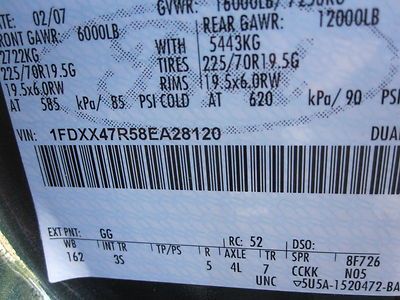 DATE: 02/07 GVWR: 16000LB/ 7256KG
FRONT GAWR: 6000LB REAR GAWR: 12000LB
2722KG WITH 5443KG
225/70R19.5G TIRES 225/70R19.5G
19.5x6.0RW RIMS 19.5x6.0RW
AT 585 kPa/ 85 PSI COLD AT 620 kPa/ 90 PSI
VIN: 1FDXX47R58EA28120 DUAL
EXT PNT: GG RC: 52 DSO:
WB INT TR TP/PS R AXLE TR SPR 8F726
162 3S 5 4L 7 CCKK N05
UNC 5U5A-1520472-BA